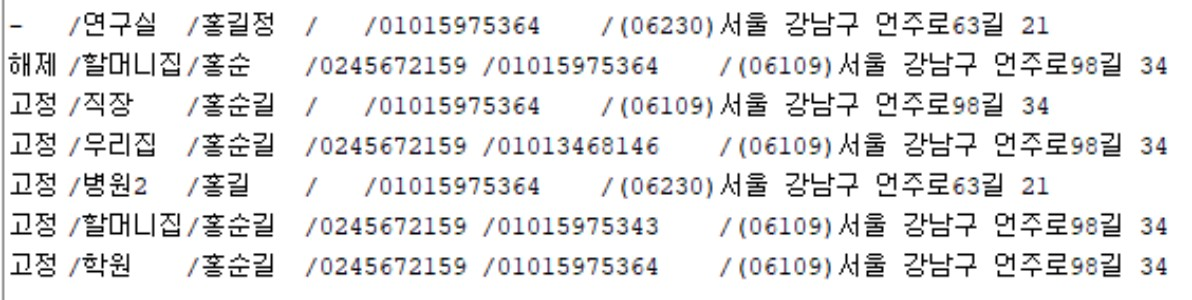 -    /연구실  /홍길정  /   /01015975364    /(06230)서울 강남구 언주로63길 21
해제 /할머니집/홍순    /0245672159 /01015975364    /(06109)서울 강남구 언주로98길 34
고정 /직장    /홍순길  /   /01015975364    /(06109)서울 강남구 언주로98길 34
고정 /우리집  /홍순길  /0245672159 /01013468146    /(06109)서울 강남구 언주로98길 34
고정 /병원2   /홍길    /   /01015975364    /(06230)서울 강남구 언주로63길 21
고정 /할머니집/홍순길  /0245672159 /01015975343    /(06109)서울 강남구 언주로98길 34
고정 /학원    /홍순길  /0245672159 /01015975364    /(06109)서울 강남구 언주로98길 34